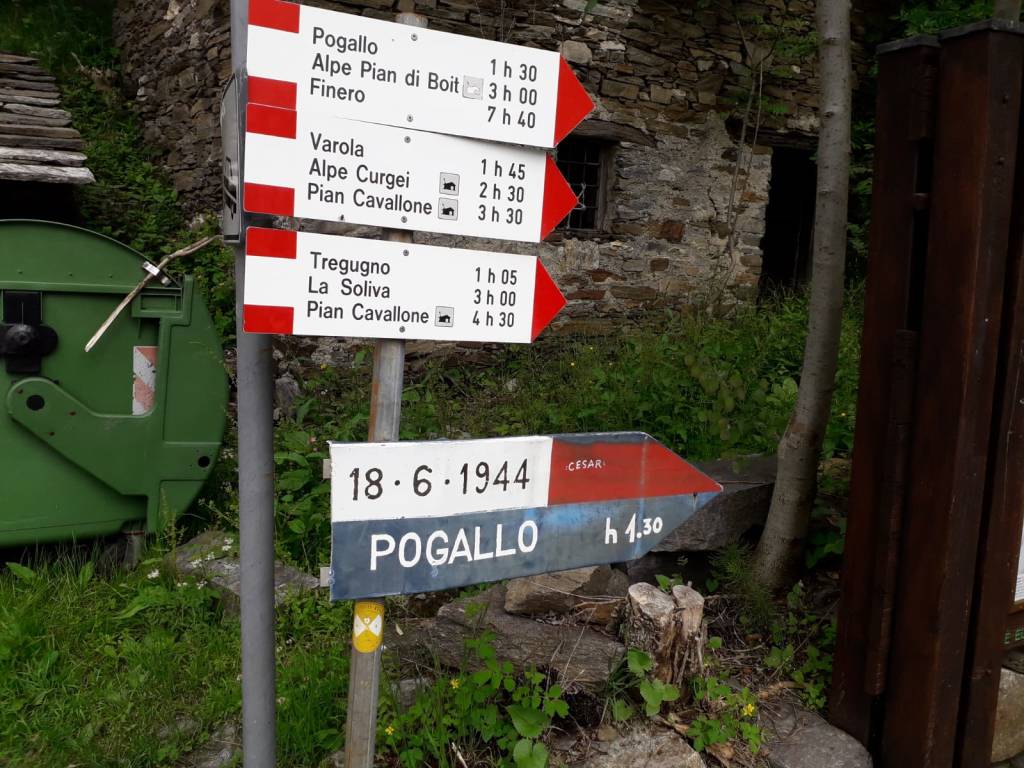 Pogallo 1 h 30
Alpe Pian di Boit 3 h 00
Finero 7 h 40
Varola 1 h 45
Alpe Curgei 2 h 30
Pian Cavallone 3 h 30
Tregugno 1 h 05
La Soliva 3 h 00
Pian Cavallone 4 h 30
18 · 6 · 1944
CESAR
POGALLO h 1.30